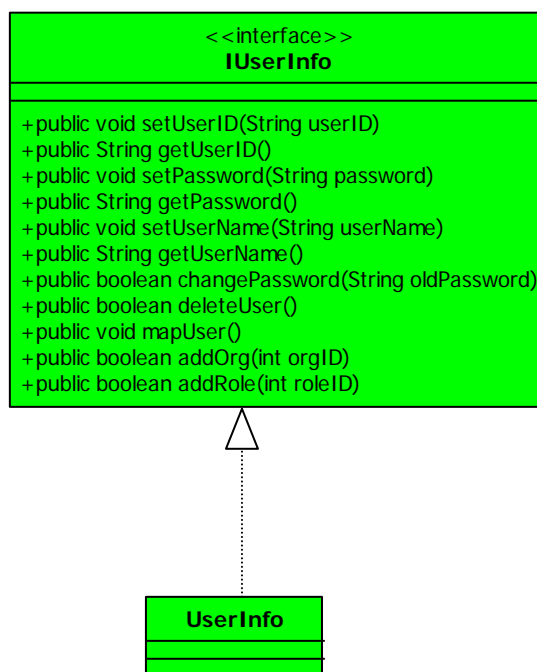 <<interface>>
IUserInfo
+public void setUserID(String userID)
+public String getUserID()
+public void setPassword(String password)
+public String getPassword()
+public void setUserName(String userName)
+public String getUserName()
+public boolean changePassword(String oldPassword)
+public boolean deleteUser()
+public void mapUser()
+public boolean addOrg(int orgID)
+public boolean addRole(int roleID)
UserInfo